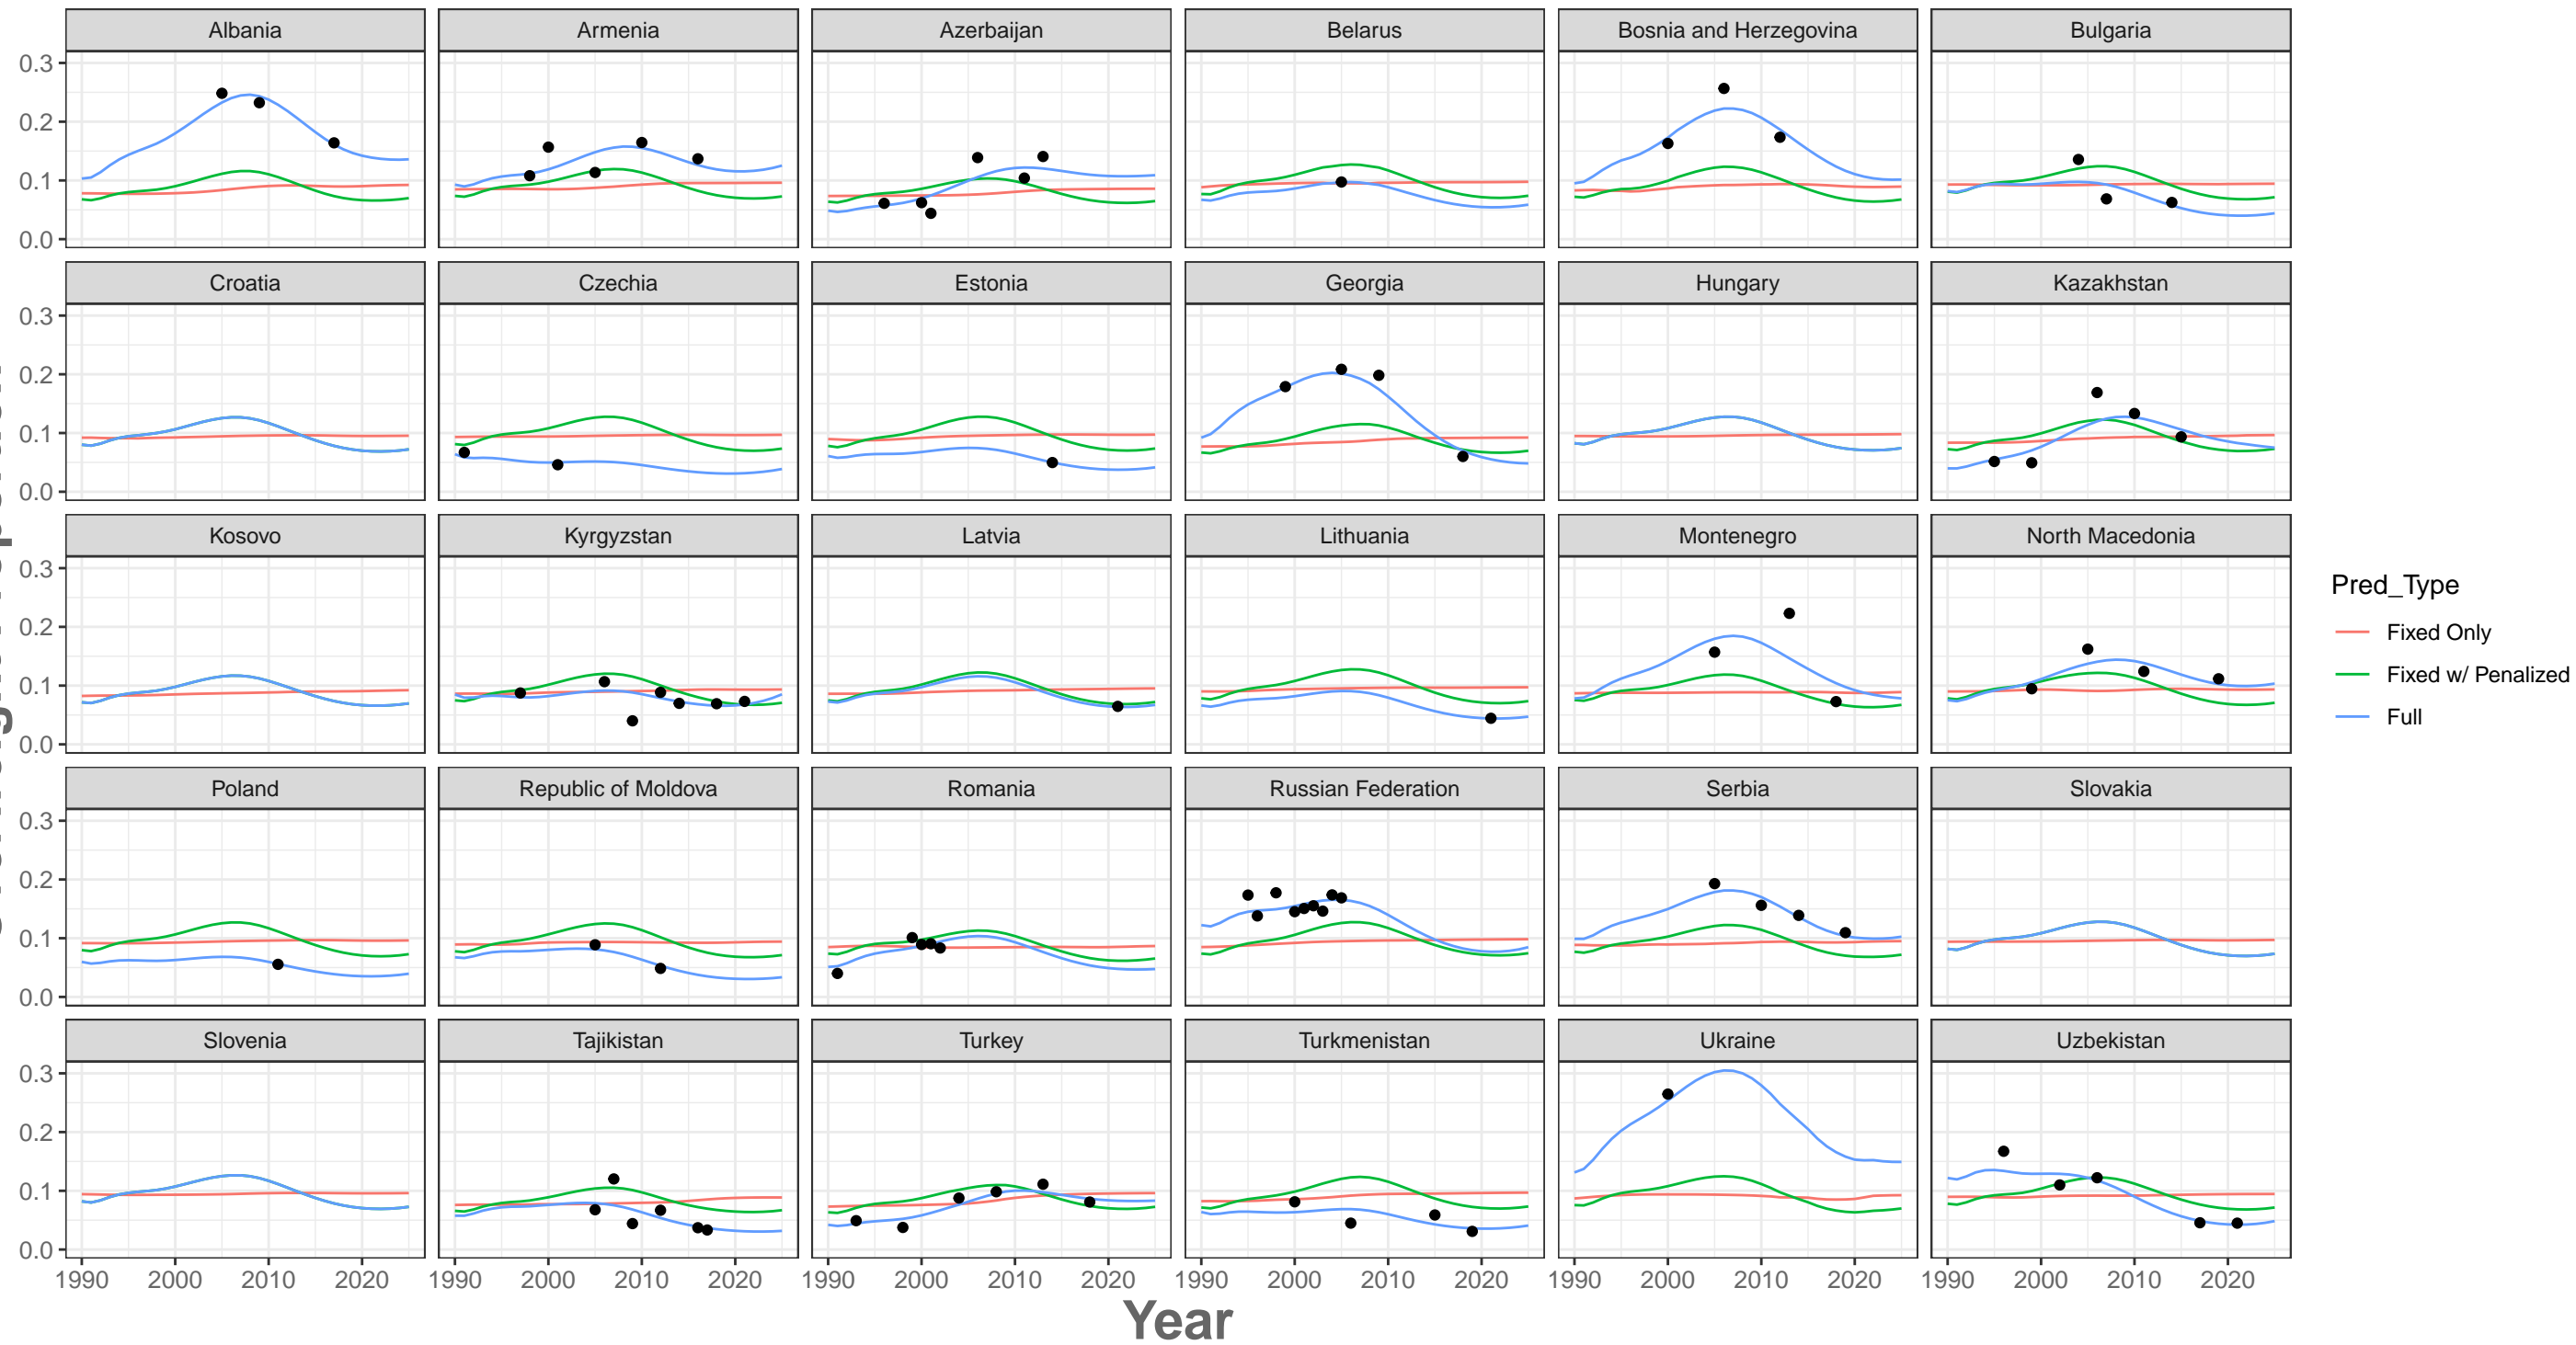 Albania Armenia Azerbaijan Belarus Bosnia and Herzegovina Bulgaria
0.3
0.2
0.1
0.0
Croatia Czechia Estonia Georgia Hungary Kazakhstan
0.3
0.2
0.1
0.0
Kosovo Kyrgyzstan Latvia Lithuania Montenegro North Macedonia
0.3
0.2
0.1
0.0
Poland Republic of Moldova Romania Russian Federation Serbia Slovakia
0.3
0.2
0.1
0.0
Slovenia Tajikistan Turkey Turkmenistan Ukraine Uzbekistan
0.3
0.2
0.1
0.0
1990 2000 2010 2020 1990 2000 2010 2020 1990 2000 2010 2020 1990 2000 2010 2020 1990 2000 2010 2020 1990 2000 2010 2020
Year
Pred_Type
Fixed Only
Fixed w/ Penalized
Full